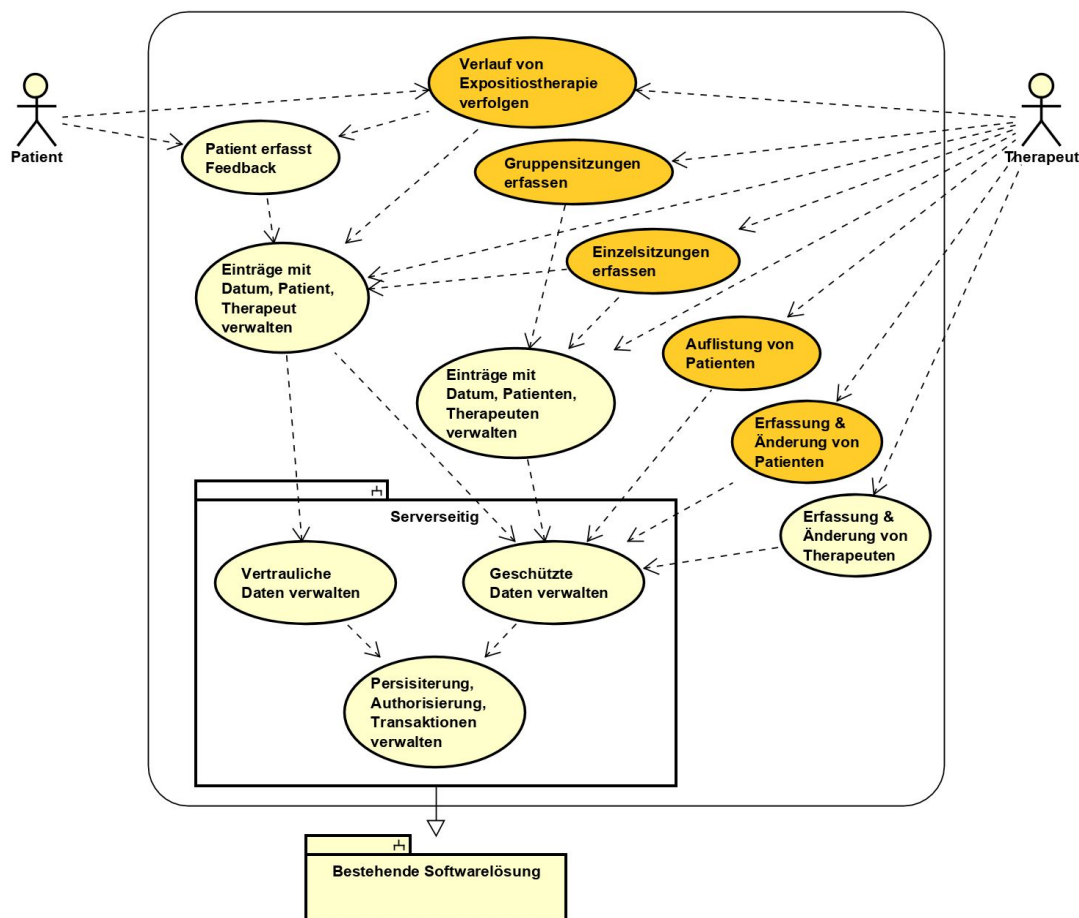 Verlauf von
Expositiostherapie
verfolgen
Patient
Therapeut
Patient erfasst
Feedback
Gruppensitzungen
erfassen
Einzelsitzungen
erfassen
Einträge mit
Datum, Patient,
Therapeut
verwalten
Auflistung von
Patienten
Einträge mit
Datum, Patienten,
Therapeuten
verwalten
Erfassung &
Änderung von
Patienten
Serverseitig
Erfassung &
Änderung von
Therapeuten
Vertrauliche
Daten verwalten
Geschützte
Daten verwalten
Persisiterung,
Authorisierung,
Transaktionen
verwalten
Bestehende Softwarelösung